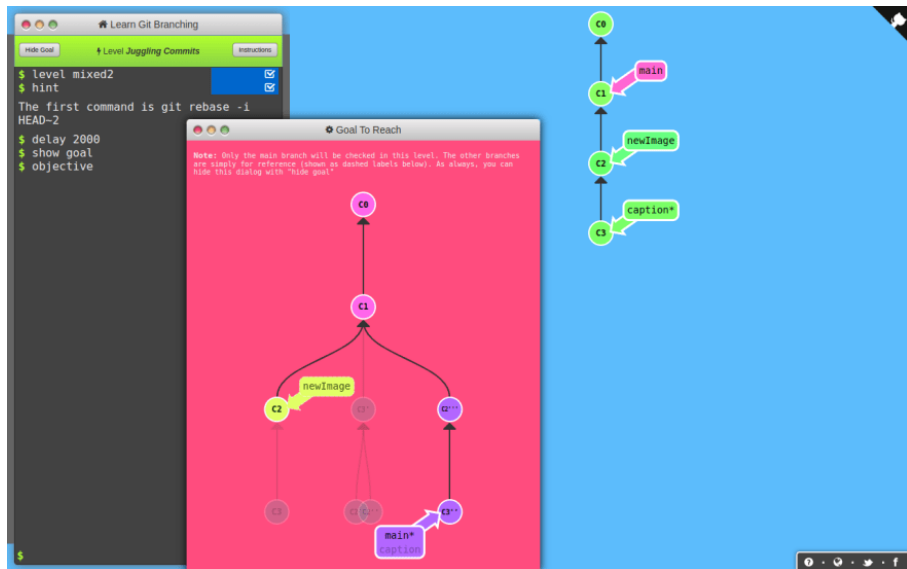 Learn Git Branching
Hide Goal
Level Juggling Commits
Instructions
$ level mixed2
$ hint
The first command is git rebase -i
HEAD~2
$ delay 2000
$ show goal
$ objective
$
Goal To Reach
Note: Only the main branch will be checked in this level. The other branches
are simply for reference (shown as dashed labels below). As always, you can
hide this dialog with "hide goal"
C0
C1
newImage
C2
C3'
C2'''
C3
C2''
C3''
main*
caption
C0
main
C1
newImage
C2
caption*
C3